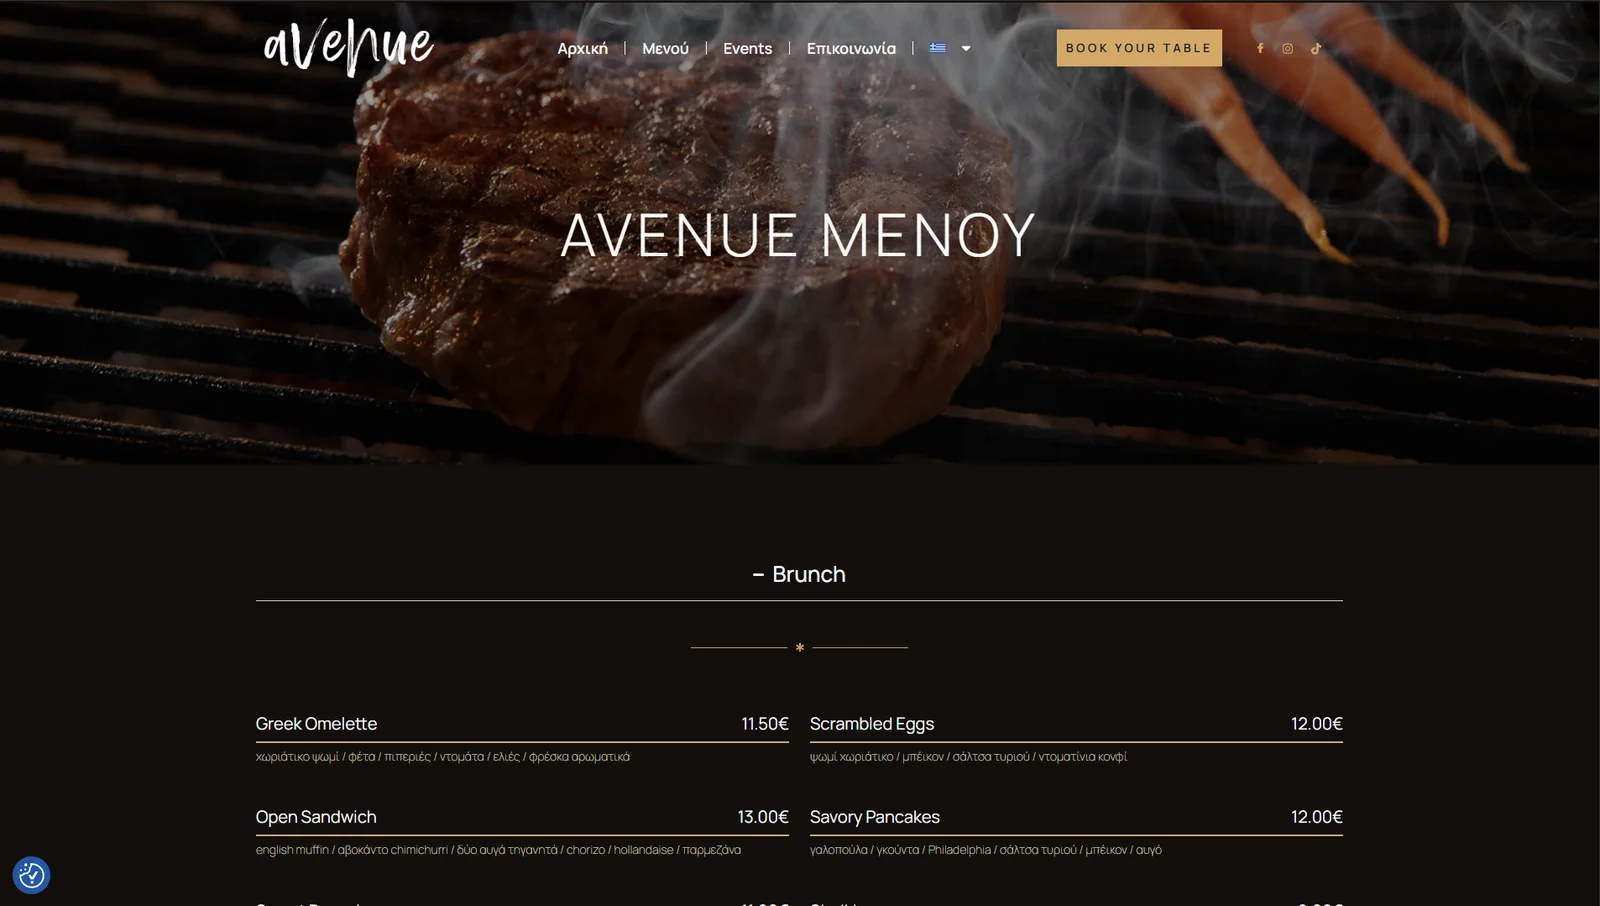 avenue
Αρχική | Μενού | Events | Επικοινωνία |
BOOK YOUR TABLE
AVENUE ΜΕΝΟΥ
– Brunch
Greek Omelette 11.50€
χωριάτικο ψωμί / φέτα / πιπεριές / ντομάτα / ελιές / φρέσκα αρωματικά
Scrambled Eggs 12.00€
ψωμί χωριάτικο / μπέικον / σάλτσα τυριού / ντοματίνια κονφί
Open Sandwich 13.00€
english muffin / αβοκάντο chimichurri / δύο αυγά τηγανητά / chorizo / hollandaise / παρμεζάνα
Savory Pancakes 12.00€
γαλοπούλα / γκούντα / Philadelphia / σάλτσα τυριού / μπέικον / αυγό